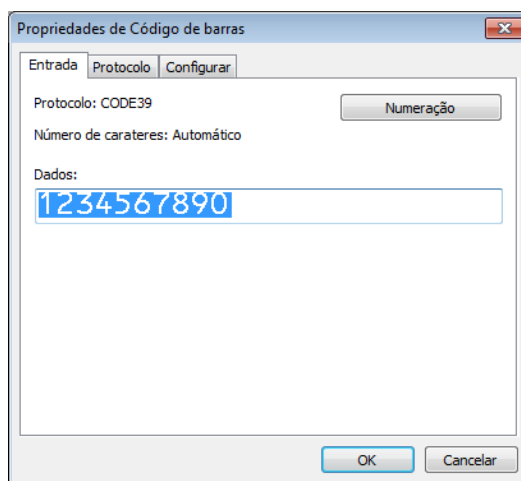 Propriedades de Código de barras
Entrada Protocolo Configurar
Protocolo: CODE39 Numeração
Número de carateres: Automático
Dados:
1234567890
OK Cancelar